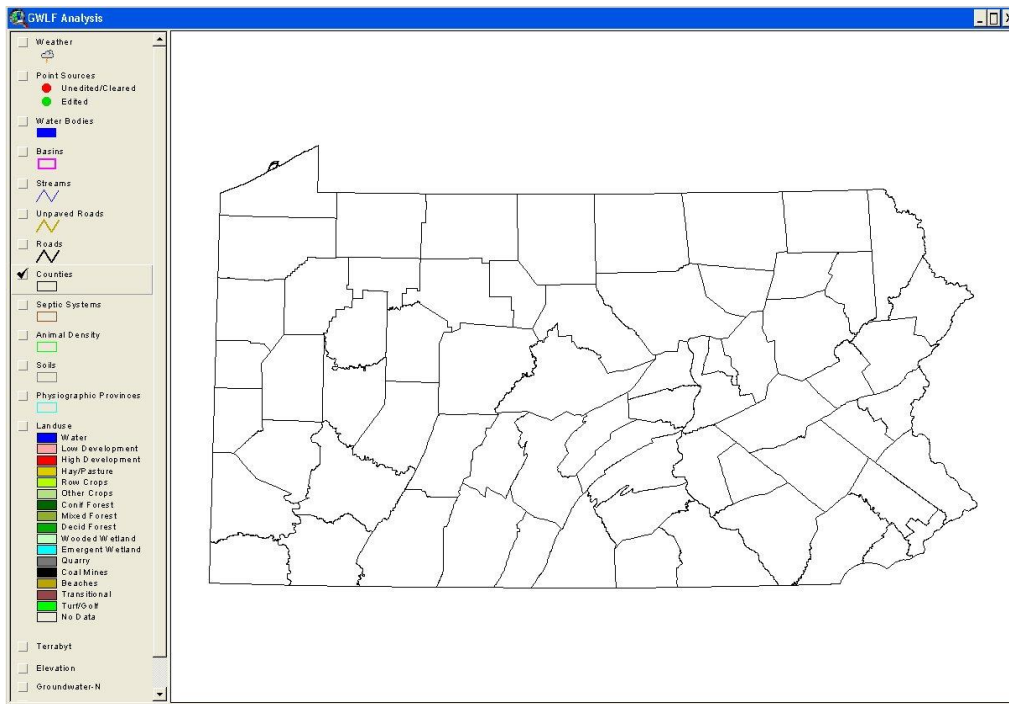 GWLF Analysis
Weather
Point Sources
Unedited/Cleared
Edited
Water Bodies
Basins
Streams
Unpaved Roads
Roads
Counties
Septic Systems
Animal Density
Soils
Physiographic Provinces
Landuse
Water
Low Development
High Development
Hay/Pasture
Row Crops
Other Crops
Conif Forest
Mixed Forest
Decid Forest
Wooded Wetland
Emergent Wetland
Quarry
Coal Mines
Beaches
Transitional
Turf/Golf
No Data
Terrabyt
Elevation
Groundwater-N